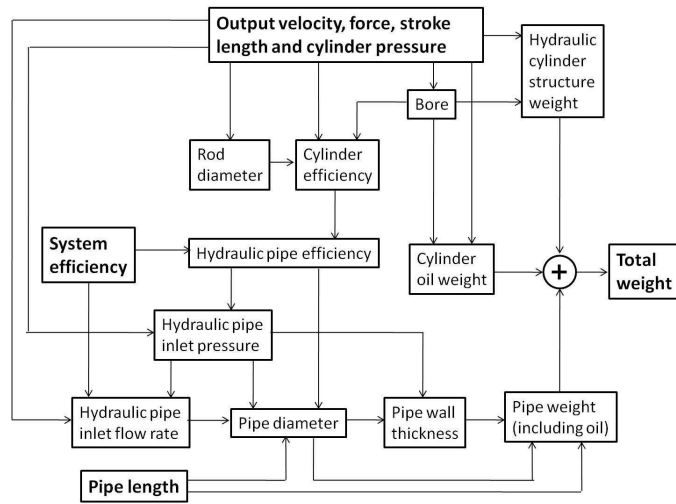 Output velocity, force, stroke
length and cylinder pressure
Hydraulic
cylinder
structure
weight
Bore
Rod
diameter
Cylinder
efficiency
System
efficiency
Hydraulic pipe efficiency
Cylinder
oil weight
+
Total
weight
Hydraulic pipe
inlet pressure
Hydraulic pipe
inlet flow rate
Pipe diameter
Pipe wall
thickness
Pipe weight
(including oil)
Pipe length